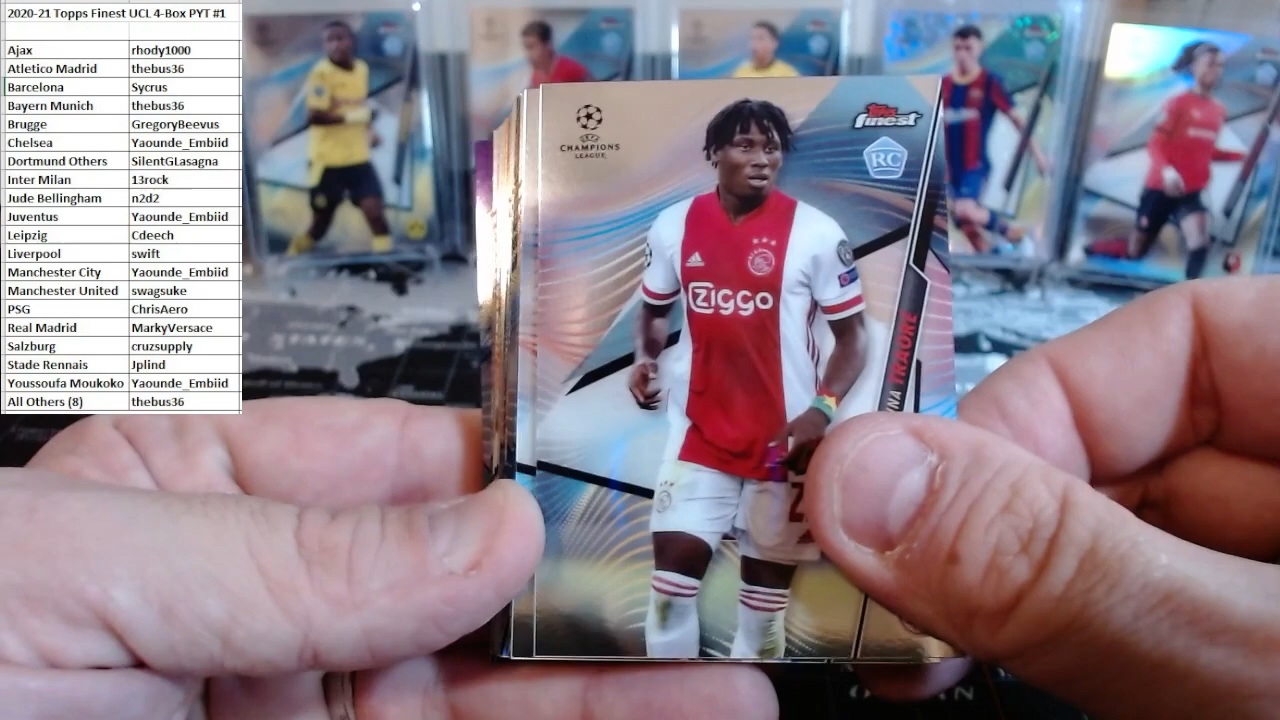 2020-21 Topps Finest UCL 4-Box PYT #1
Ajax rhody1000
Atletico Madrid thebus36
Barcelona Sycrus
Bayern Munich thebus36
Brugge GregoryBeevus
Chelsea Yaounde_Embiid
Dortmund Others SilentGLasagna
Inter Milan 13rock
Jude Bellingham n2d2
Juventus Yaounde_Embiid
Leipzig Cdeech
Liverpool swift
Manchester City Yaounde_Embiid
Manchester United swagsuke
PSG ChrisAero
Real Madrid MarkyVersace
Salzburg cruzsupply
Stade Rennais Jplind
Youssoufa Moukoko Yaounde_Embiid
All Others (8) thebus36
UEFA
CHAMPIONS
LEAGUE
Topps
finest
RC
adidas
Ziggo
TRAORE